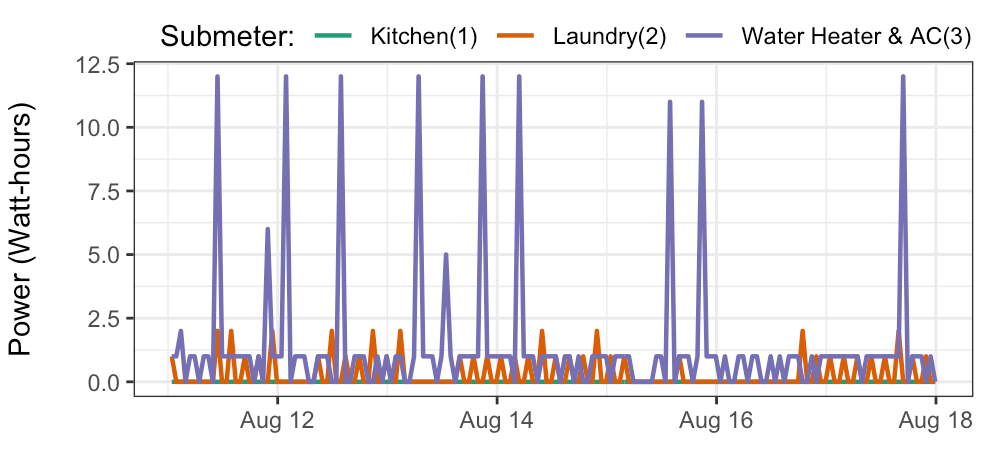 Submeter: Kitchen(1) Laundry(2) Water Heater & AC(3)
Power (Watt-hours)
12.5
10.0
7.5
5.0
2.5
0.0
Aug 12 Aug 14 Aug 16 Aug 18